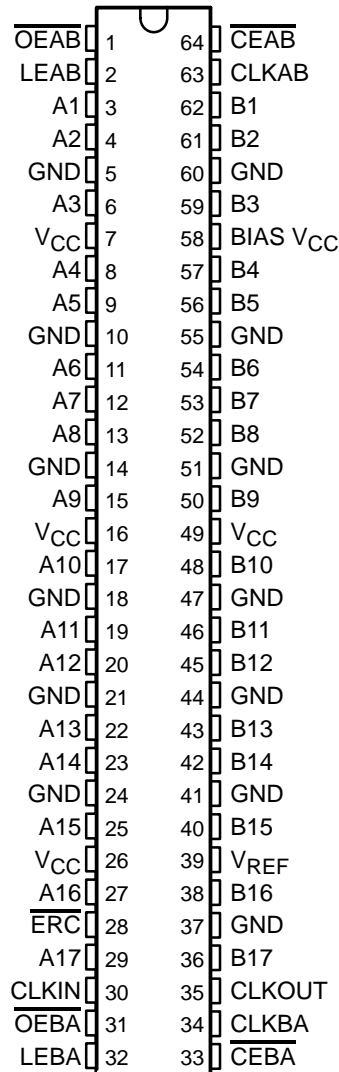 O̅E̅A̅B̅ 1 64 C̅E̅A̅B̅
LEAB 2 63 CLKAB
A1 3 62 B1
A2 4 61 B2
GND 5 60 GND
A3 6 59 B3
VCC 7 58 BIAS VCC
A4 8 57 B4
A5 9 56 B5
GND 10 55 GND
A6 11 54 B6
A7 12 53 B7
A8 13 52 B8
GND 14 51 GND
A9 15 50 B9
VCC 16 49 VCC
A10 17 48 B10
GND 18 47 GND
A11 19 46 B11
A12 20 45 B12
GND 21 44 GND
A13 22 43 B13
A14 23 42 B14
GND 24 41 GND
A15 25 40 B15
VCC 26 39 VREF
A16 27 38 B16
E̅R̅C̅ 28 37 GND
A17 29 36 B17
CLKIN 30 35 CLKOUT
O̅E̅B̅A̅ 31 34 CLKBA
LEBA 32 33 C̅E̅B̅A̅